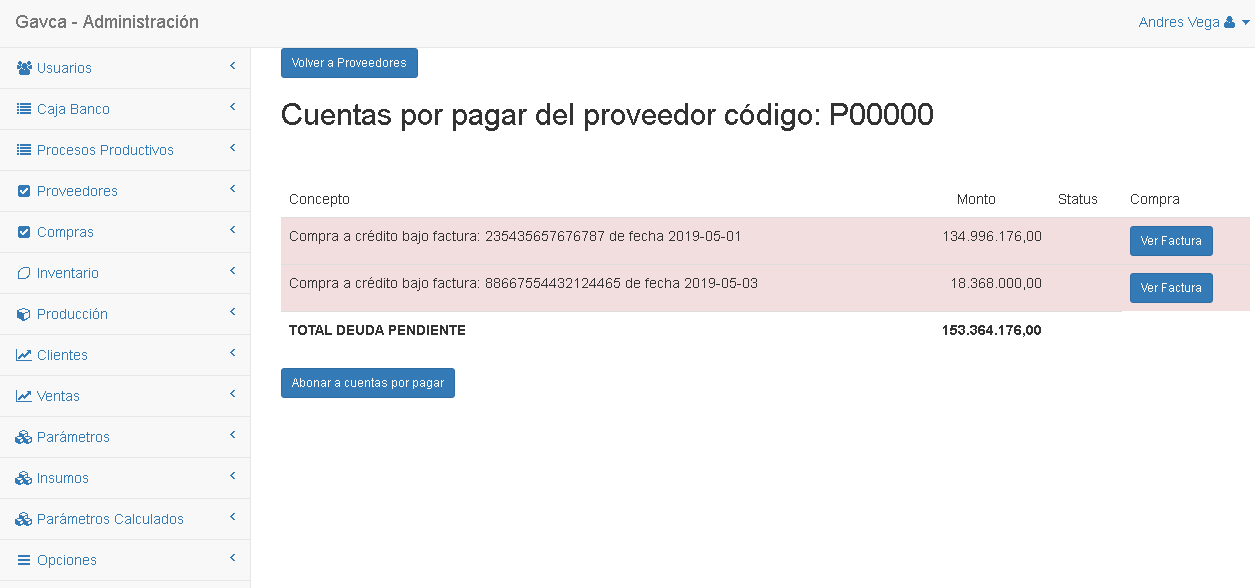 Gavca - Administración
Andres Vega
Usuarios
Caja Banco
Procesos Productivos
Proveedores
Compras
Inventario
Producción
Clientes
Ventas
Parámetros
Insumos
Parámetros Calculados
Opciones
Volver a Proveedores
Cuentas por pagar del proveedor código: P00000
Concepto Monto Status Compra
Compra a crédito bajo factura: 235435657676787 de fecha 2019-05-01 134.996.176,00 Ver Factura
Compra a crédito bajo factura: 88667554432124465 de fecha 2019-05-03 18.368.000,00 Ver Factura
TOTAL DEUDA PENDIENTE 153.364.176,00
Abonar a cuentas por pagar